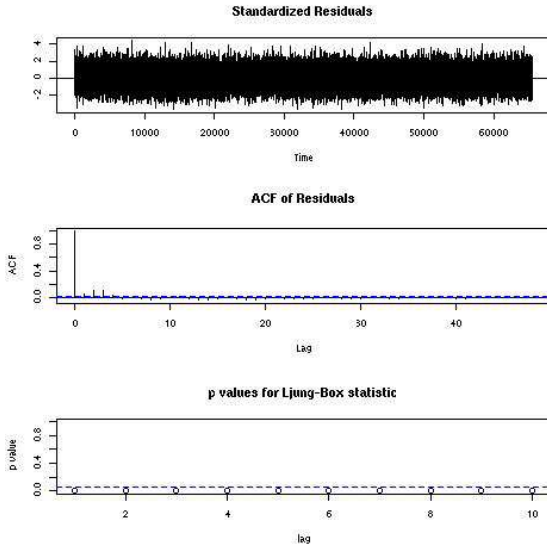 Standardized Residuals
4
2
0
-2
0 10000 20000 30000 40000 50000 60000
Time
ACF of Residuals
ACF
0.8
0.4
0.0
0 10 20 30 40
Lag
p values for Ljung-Box statistic
p value
0.8
0.4
0.0
2 4 6 8 10
lag